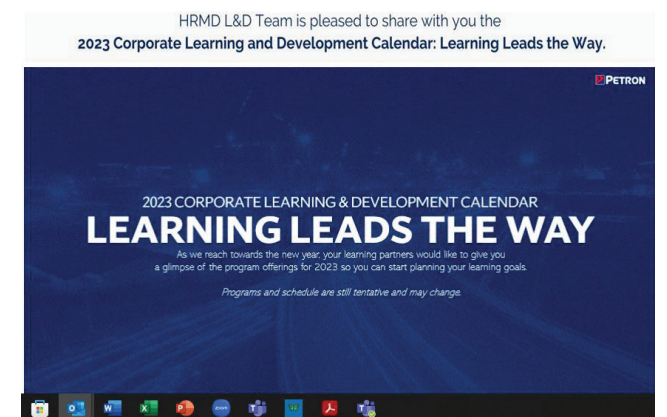 HRMD L&D Team is pleased to share with you the
2023 Corporate Learning and Development Calendar: Learning Leads the Way.
PETRON
2023 CORPORATE LEARNING & DEVELOPMENT CALENDAR
LEARNING LEADS THE WAY
As we reach towards the new year, your learning partners would like to give you
a glimpse of the program offerings for 2023 so you can start planning your learning goals.
Programs and schedule are still tentative and may change.